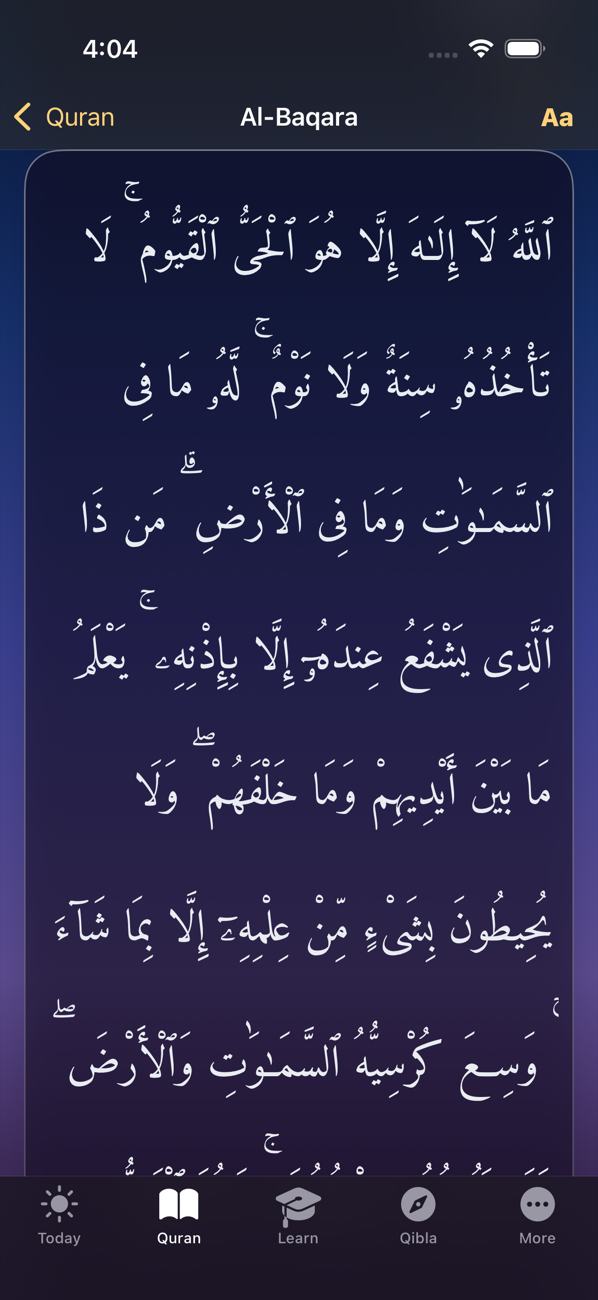 4:04
Quran
Al-Baqara
Aa
ٱللَّهُ لَآ إِلَـٰهَ إِلَّا هُوَ ٱلْحَىُّ ٱلْقَيُّومُ ۚ لَا
تَأْخُذُهُۥ سِنَةٌ وَلَا نَوْمٌ ۚ لَّهُۥ مَا فِى
ٱلسَّمَـٰوَٰتِ وَمَا فِى ٱلْأَرْضِ ۗ مَن ذَا
ٱلَّذِى يَشْفَعُ عِندَهُۥٓ إِلَّا بِإِذْنِهِۦ ۚ يَعْلَمُ
مَا بَيْنَ أَيْدِيهِمْ وَمَا خَلْفَهُمْ ۖ وَلَا
يُحِيطُونَ بِشَىْءٍ مِّنْ عِلْمِهِۦٓ إِلَّا بِمَا شَآءَ
ۚ وَسِعَ كُرْسِيُّهُ ٱلسَّمَـٰوَٰتِ وَٱلْأَرْضَ ۖ
Today
Quran
Learn
Qibla
More